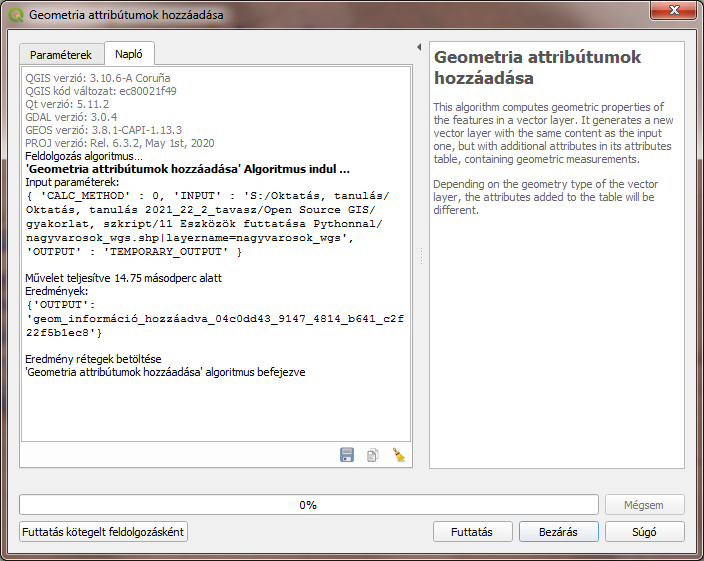 Geometria attribútumok hozzáadása
Paraméterek
Napló
QGIS verzió: 3.10.6-A Coruña
QGIS kód változat: ec80021f49
Qt verzió: 5.11.2
GDAL verzió: 3.0.4
GEOS verzió: 3.8.1-CAPI-1.13.3
PROJ verzió: Rel. 6.3.2, May 1st, 2020
Feldolgozás algoritmus…
'Geometria attribútumok hozzáadása' Algoritmus indul …
Input paraméterek:
{ 'CALC_METHOD' : 0, 'INPUT' : 'S:/Oktatás, tanulás/
Oktatás, tanulás 2021_22_2_tavasz/Open Source GIS/
gyakorlat, szkript/11 Eszközök futtatása Pythonnal/
nagyvarosok_wgs.shp|layername=nagyvarosok_wgs',
'OUTPUT' : 'TEMPORARY_OUTPUT' }
Művelet teljesítve 14.75 másodperc alatt
Eredmények:
{'OUTPUT':
'geom_információ_hozzáadva_04c0dd43_9147_4814_b641_c2f
22f5b1ec8'}
Eredmény rétegek betöltése
'Geometria attribútumok hozzáadása' algoritmus befejezve
Geometria attribútumok
hozzáadása
This algorithm computes geometric properties of
the features in a vector layer. It generates a new
vector layer with the same content as the input
one, but with additional attributes in its attributes
table, containing geometric measurements.
Depending on the geometry type of the vector
layer, the attributes added to the table will be
different.
0%
Mégsem
Futtatás kötegelt feldolgozásként
Futtatás
Bezárás
Súgó